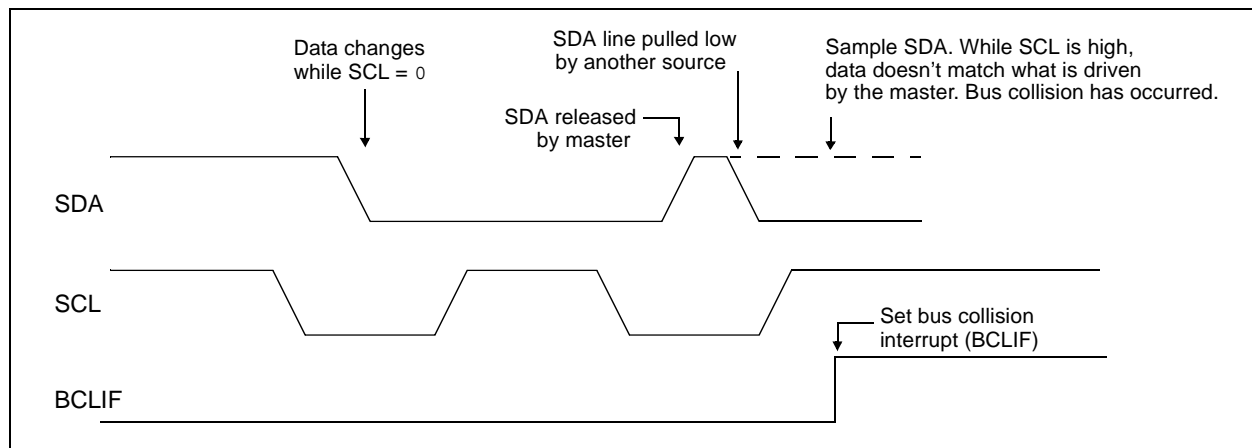 Data changes
while SCL = 0
SDA line pulled low
by another source
Sample SDA. While SCL is high,
data doesn't match what is driven
by the master. Bus collision has occurred.
SDA released
by master
SDA
SCL
Set bus collision
interrupt (BCLIF)
BCLIF